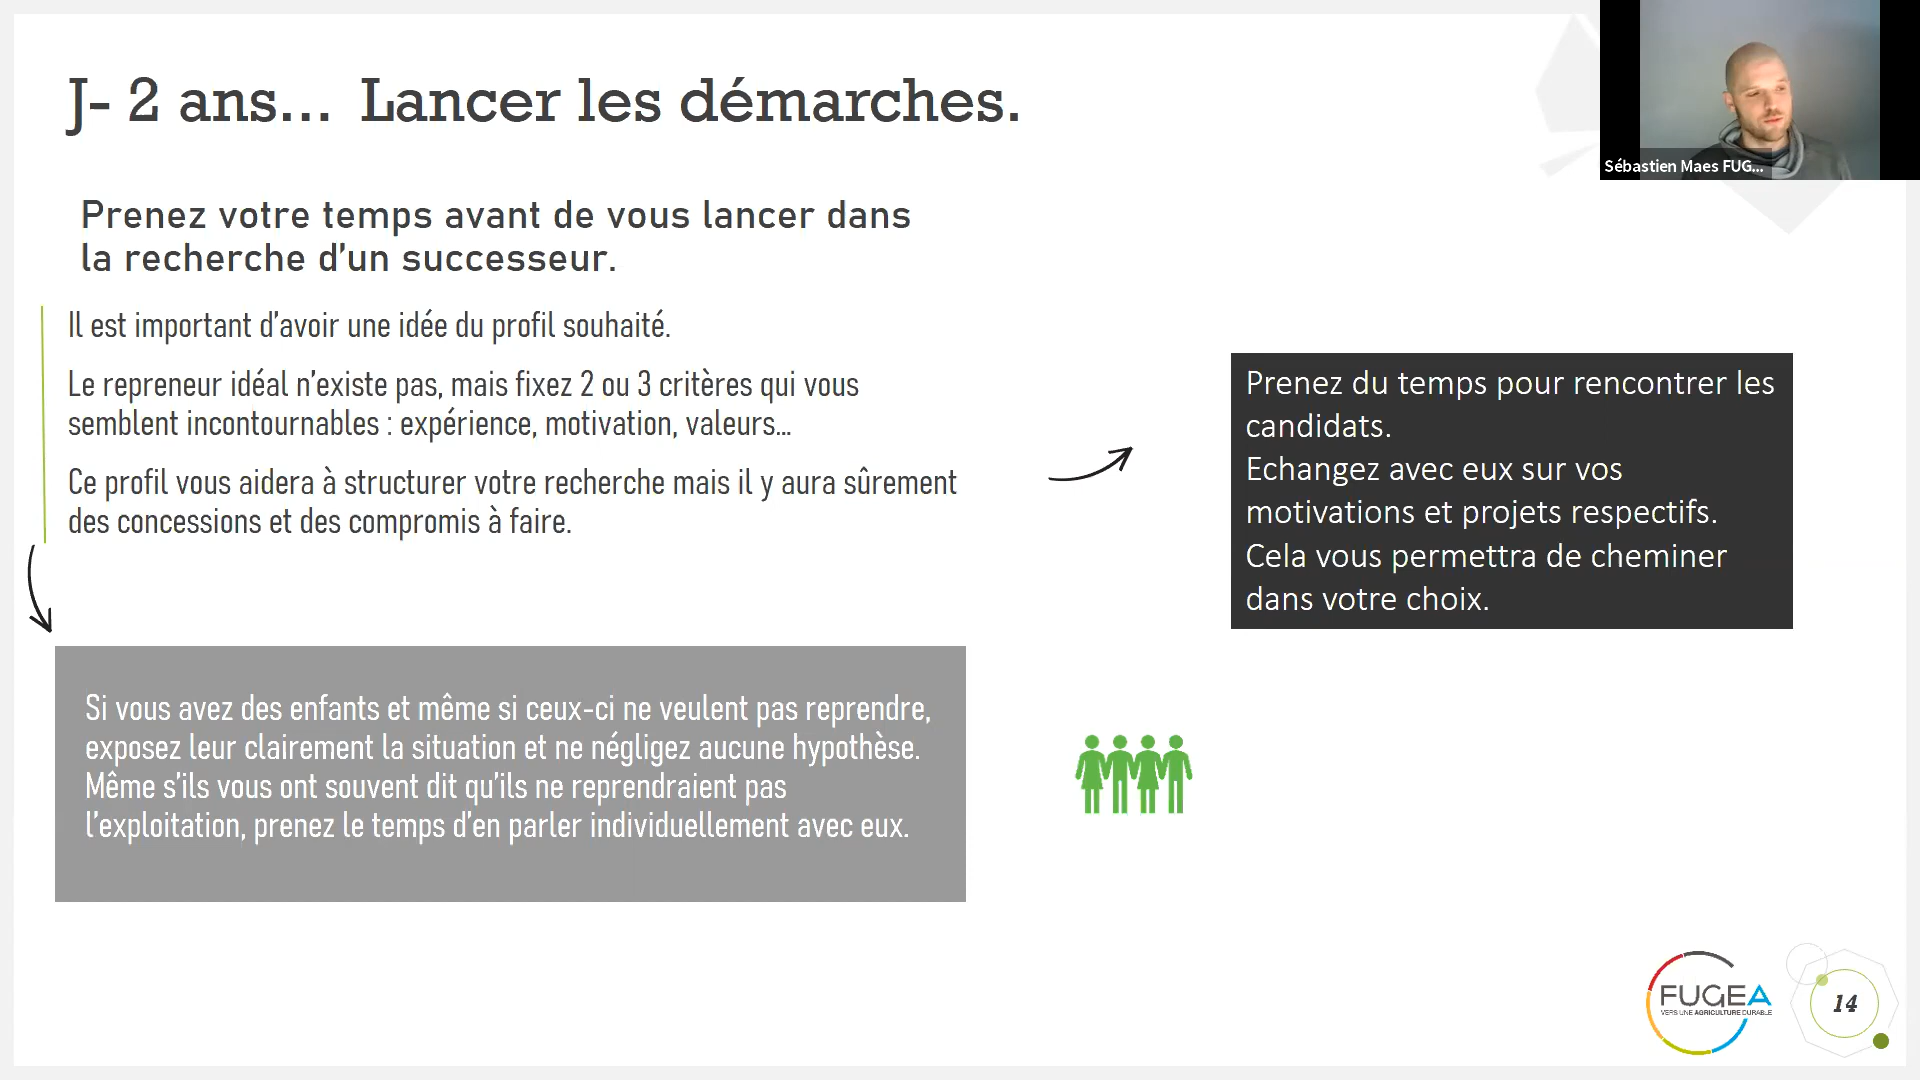 J- 2 ans... Lancer les démarches.
Sébastien Maes FUG...
Prenez votre temps avant de vous lancer dans
la recherche d’un successeur.
Il est important d’avoir une idée du profil souhaité.
Le repreneur idéal n’existe pas, mais fixez 2 ou 3 critères qui vous
semblent incontournables : expérience, motivation, valeurs...
Ce profil vous aidera à structurer votre recherche mais il y aura sûrement
des concessions et des compromis à faire.
Prenez du temps pour rencontrer les
candidats.
Echangez avec eux sur vos
motivations et projets respectifs.
Cela vous permettra de cheminer
dans votre choix.
Si vous avez des enfants et même si ceux-ci ne veulent pas reprendre,
exposez leur clairement la situation et ne négligez aucune hypothèse.
Même s’ils vous ont souvent dit qu’ils ne reprendraient pas
l’exploitation, prenez le temps d’en parler individuellement avec eux.
FUGEA
VERS UNE AGRICULTURE DURABLE
14